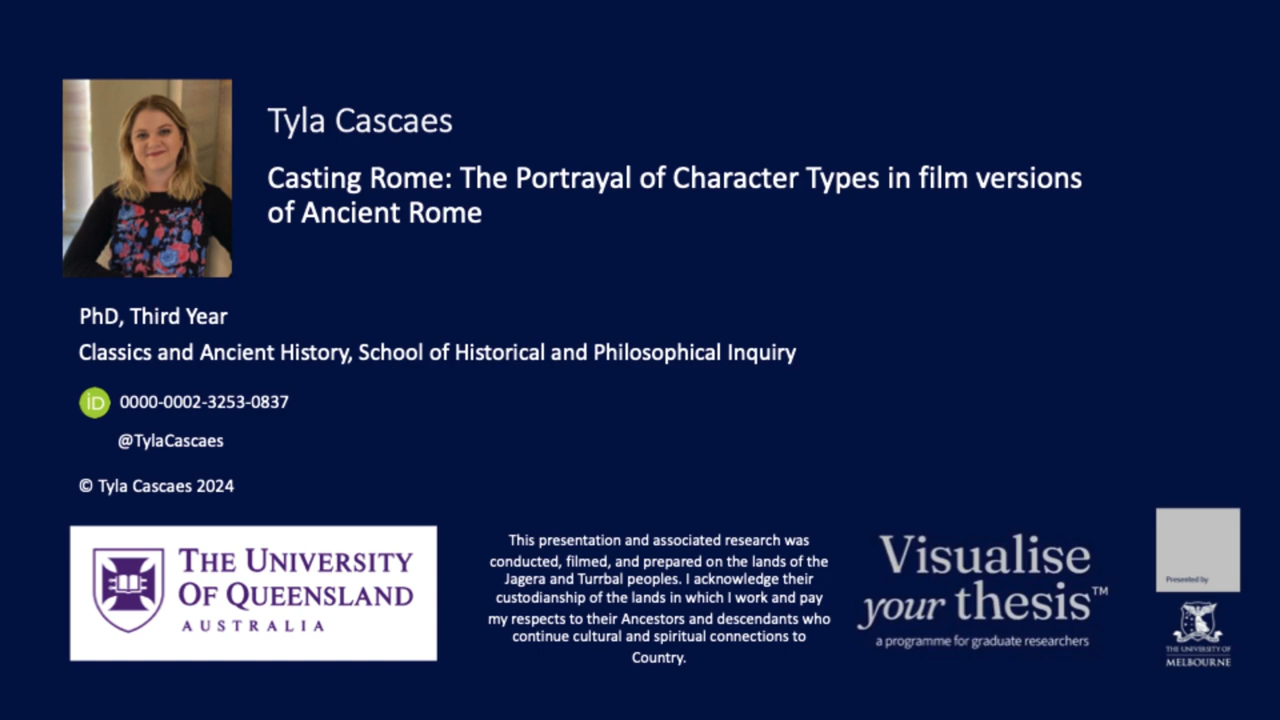 Tyla Cascaes
Casting Rome: The Portrayal of Character Types in film versions
of Ancient Rome
PhD, Third Year
Classics and Ancient History, School of Historical and Philosophical Inquiry
iD 0000-0002-3253-0837
@TylaCascaes
© Tyla Cascaes 2024
THE UNIVERSITY
OF QUEENSLAND
AUSTRALIA
This presentation and associated research was
conducted, filmed, and prepared on the lands of the
Jagera and Turrbal peoples. I acknowledge their
custodianship of the lands in which I work and pay
my respects to their Ancestors and descendants who
continue cultural and spiritual connections to
Country.
Visualise
your thesis™
a programme for graduate researchers
Presented by
THE UNIVERSITY OF
MELBOURNE